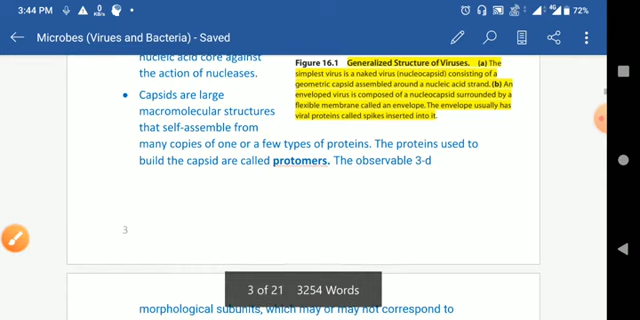 3:44 PM
0
KB/s
4G
72%
Microbes (Virues and Bacteria) - Saved
nucleic acid core against
the action of nucleases.
• Capsids are large
macromolecular structures
that self-assemble from
many copies of one or a few types of proteins. The proteins used to
build the capsid are called protomers. The observable 3-d
Figure 16.1 Generalized Structure of Viruses. (a) The
simplest virus is a naked virus (nucleocapsid) consisting of a
geometric capsid assembled around a nucleic acid strand. (b) An
enveloped virus is composed of a nucleocapsid surrounded by a
flexible membrane called an envelope. The envelope usually has
viral proteins called spikes inserted into it.
3
3 of 21 3254 Words
morphological subunits, which may or may not correspond to